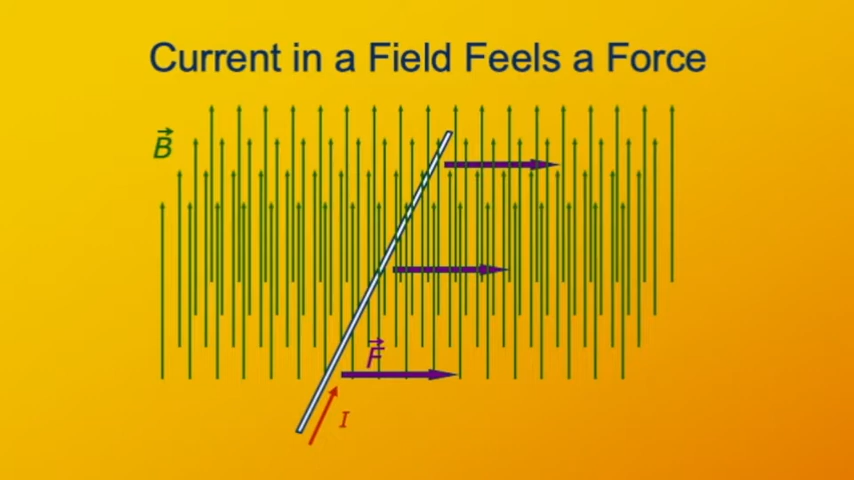 Current in a Field Feels a Force
B⃗
F⃗
I